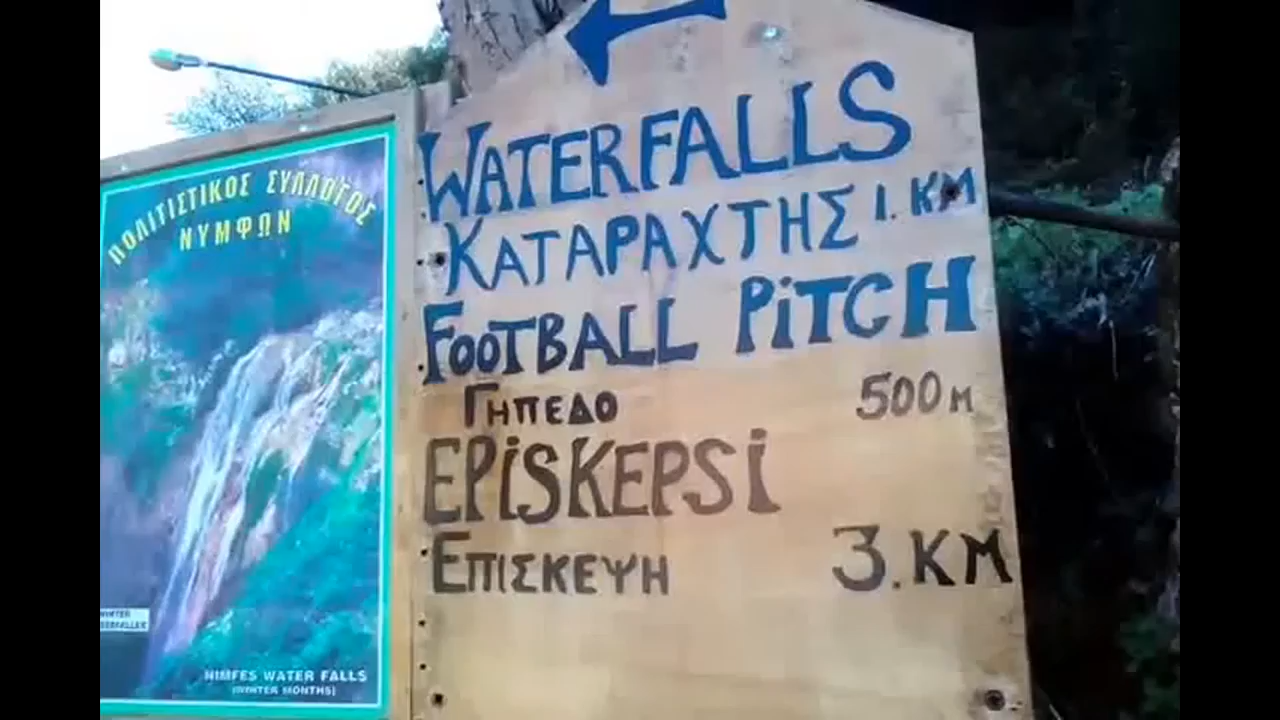 ΠΟΛΙΤΙΣΤΙΚΟΣ ΣΥΛΛΟΓΟΣ
ΝΥΜΦΩΝ
NIMFES WATER FALLS
(WINTER MONTHS)
WATERFALLS
ΚΑΤΑΡΑΧΤΗΣ 1. KM
FOOTBALL PITCH
ΓΗΠΕΔΟ 500 M
EPISKEPSI
ΕΠΙΣΚΕΨΗ 3. KM